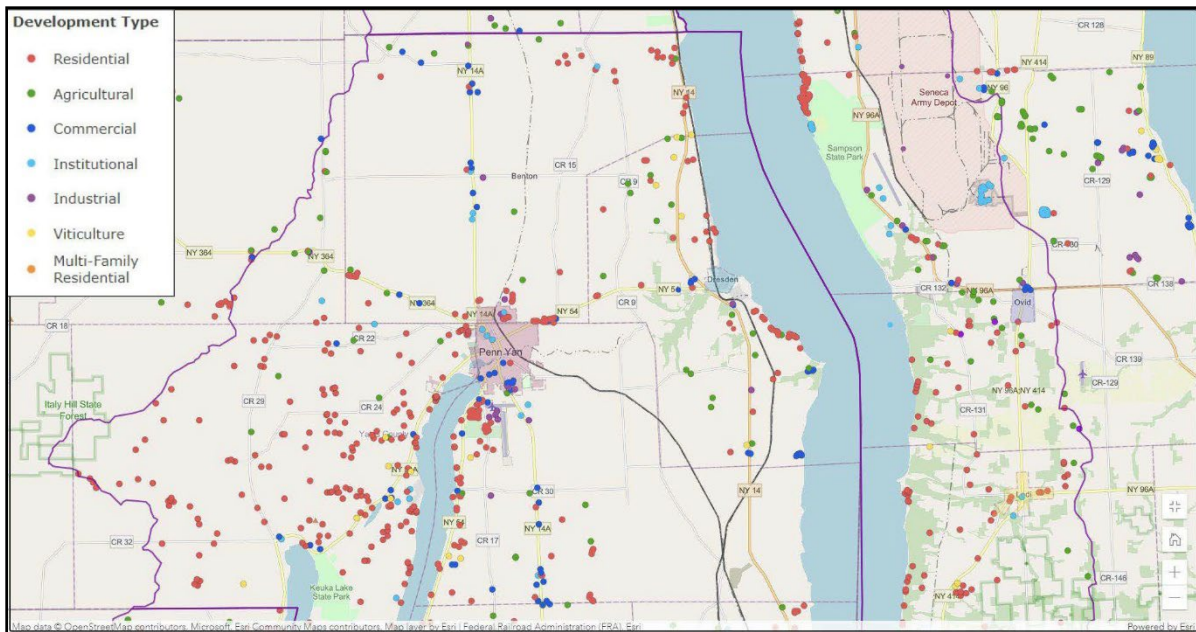 Development Type
Residential
Agricultural
Commercial
Institutional
Industrial
Viticulture
Multi-Family
Residential
CR 128
NY 14A
NY 414
NY 89
NY 96
NY 14
Seneca
Army Depot
NY 96A
Sampson
State Park
CR 15
CR-129
Benton
CR 9
NY 364
NY 364
CR-130
Dresden
NY 5
CR 132
NY 96A
CR 138
NY 364
Ovid
CR 9
NY 14A
NY 54
CR 18
CR 22
Penn Yan
CR 139
CR-129
Italy Hill State
Forest
CR 29
CR 24
NY 96A;NY 414
CR-131
NY 54
CR 30
NY 14
NY 96A
NY 14A
CR 32
CR 17
Keuka Lake
State Park
CR-146
NY 414
Map data © OpenStreetMap contributors, Microsoft, Esri Community Maps contributors, Map layer by Esri | Federal Railroad Administration (FRA), Esri
Powered by Esri